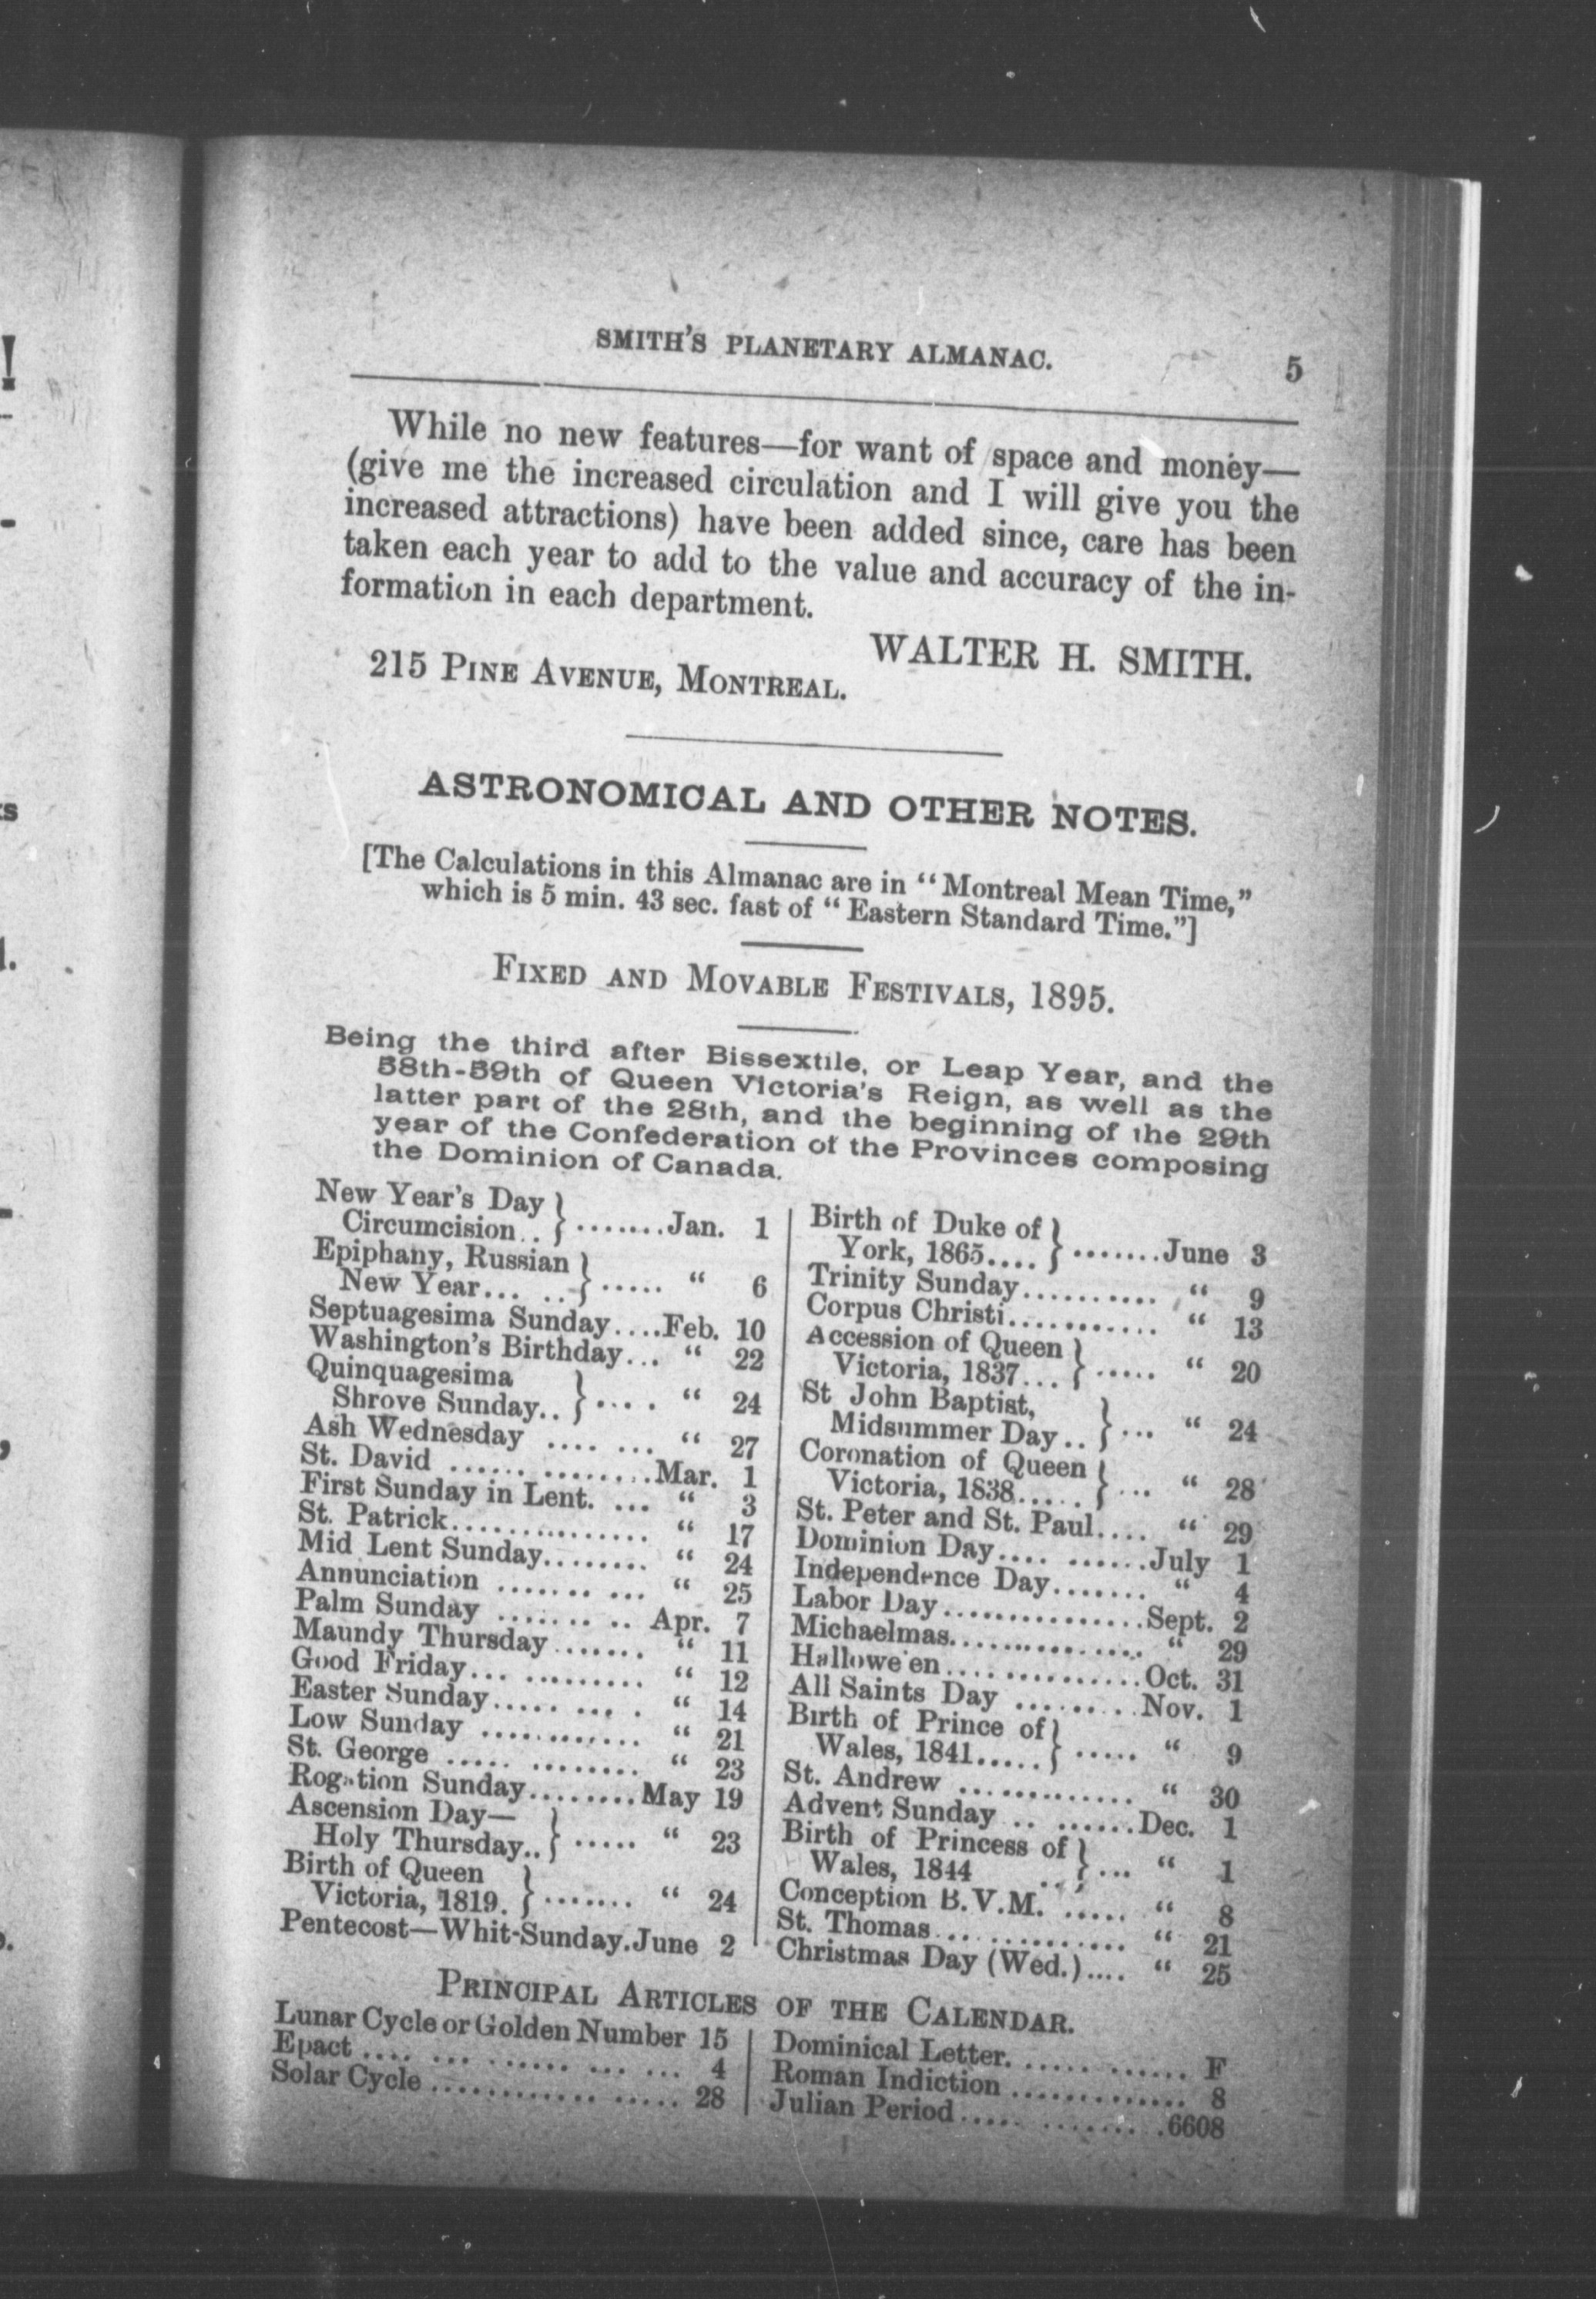 SMITH'S PLANETARY ALMANAC. 5
While no new features—for want of space and money—
(give me the increased circulation and I will give you the
increased attractions) have been added since, care has been
taken each year to add to the value and accuracy of the in-
formation in each department.
WALTER H. SMITH.
215 PINE AVENUE, MONTREAL.
ASTRONOMICAL AND OTHER NOTES.
[The Calculations in this Almanac are in “Montreal Mean Time,”
which is 5 min. 43 sec. fast of “Eastern Standard Time.”]
FIXED AND MOVABLE FESTIVALS, 1895.
Being the third after Bissextile, or Leap Year, and the
58th-59th of Queen Victoria's Reign, as well as the
latter part of the 28th, and the beginning of the 29th
year of the Confederation of the Provinces composing
the Dominion of Canada.
New Year's Day
Circumcision.. } .......Jan. 1
Epiphany, Russian
New Year... .. } ..... “ 6
Septuagesima Sunday....Feb. 10
Washington's Birthday... “ 22
Quinquagesima
Shrove Sunday.. } .... “ 24
Ash Wednesday .... ... “ 27
St. David ...... ........Mar. 1
First Sunday in Lent. ... “ 3
St. Patrick............... “ 17
Mid Lent Sunday........ “ 24
Annunciation ....... ... “ 25
Palm Sunday ....... .. Apr. 7
Maundy Thursday ....... “ 11
Good Friday... ......... “ 12
Easter Sunday..... ... . “ 14
Low Sunday ............ “ 21
St. George ..... ........ “ 23
Rogation Sunday........May 19
Ascension Day—
Holy Thursday.. } ..... “ 23
Birth of Queen
Victoria, 1819. } ....... “ 24
Pentecost—Whit-Sunday.June 2
Birth of Duke of
York, 1865.... } .......June 3
Trinity Sunday.......... “ 9
Corpus Christi........... “ 13
Accession of Queen
Victoria, 1837... } ..... “ 20
St John Baptist,
Midsummer Day.. } ... “ 24
Coronation of Queen
Victoria, 1838..... } ... “ 28
St. Peter and St. Paul.... “ 29
Dominion Day.... ......July 1
Independence Day....... “ 4
Labor Day...............Sept. 2
Michaelmas............... “ 29
Hallowe'en...............Oct. 31
All Saints Day .........Nov. 1
Birth of Prince of
Wales, 1841..... } ..... “ 9
St. Andrew .............. “ 30
Advent Sunday .. ......Dec. 1
Birth of Princess of
Wales, 1844 .. } ... “ 1
Conception B.V.M. ..... “ 8
St. Thomas... ........... “ 21
Christmas Day (Wed.).... “ 25
PRINCIPAL ARTICLES OF THE CALENDAR.
Lunar Cycle or Golden Number 15
Epact .... ... ...... ... ... 4
Solar Cycle ............ ..... 28
Dominical Letter. ..... ...... F
Roman Indiction .............. 8
Julian Period..... ........ .6608